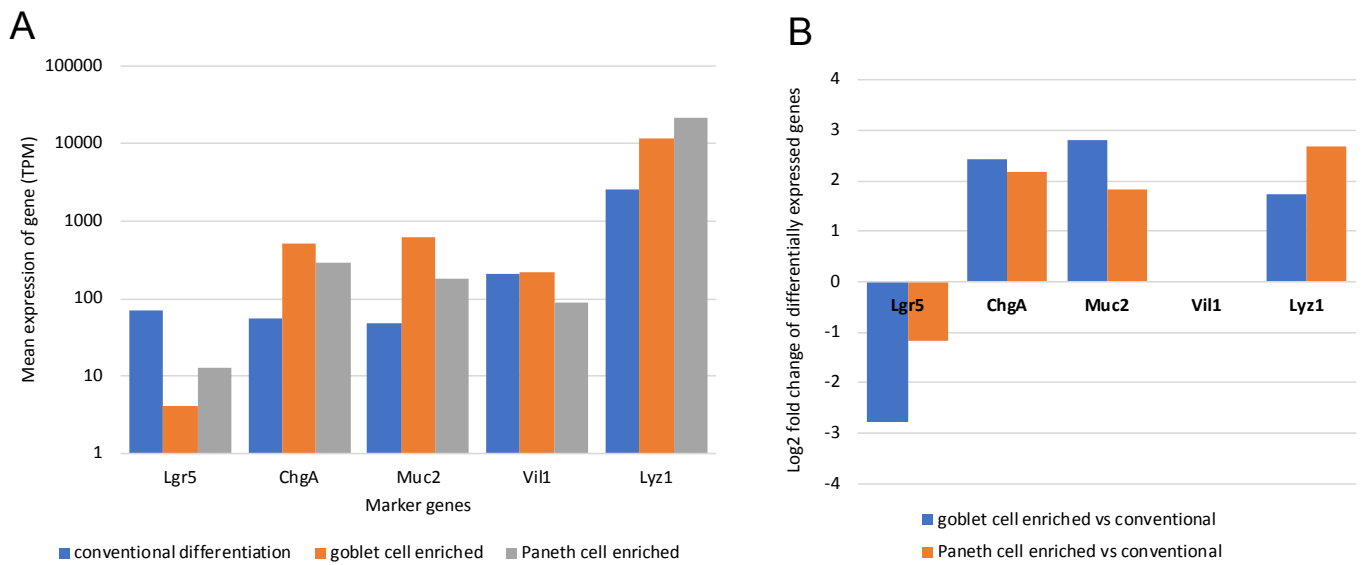 A
Mean expression of gene (TPM)
100000
10000
1000
100
10
1
Lgr5 ChgA Muc2 Vil1 Lyz1
Marker genes
conventional differentiation goblet cell enriched Paneth cell enriched
B
Log2 fold change of differentially expressed genes
4
3
2
1
0
-1
-2
-3
-4
Lgr5 ChgA Muc2 Vil1 Lyz1
goblet cell enriched vs conventional
Paneth cell enriched vs conventional